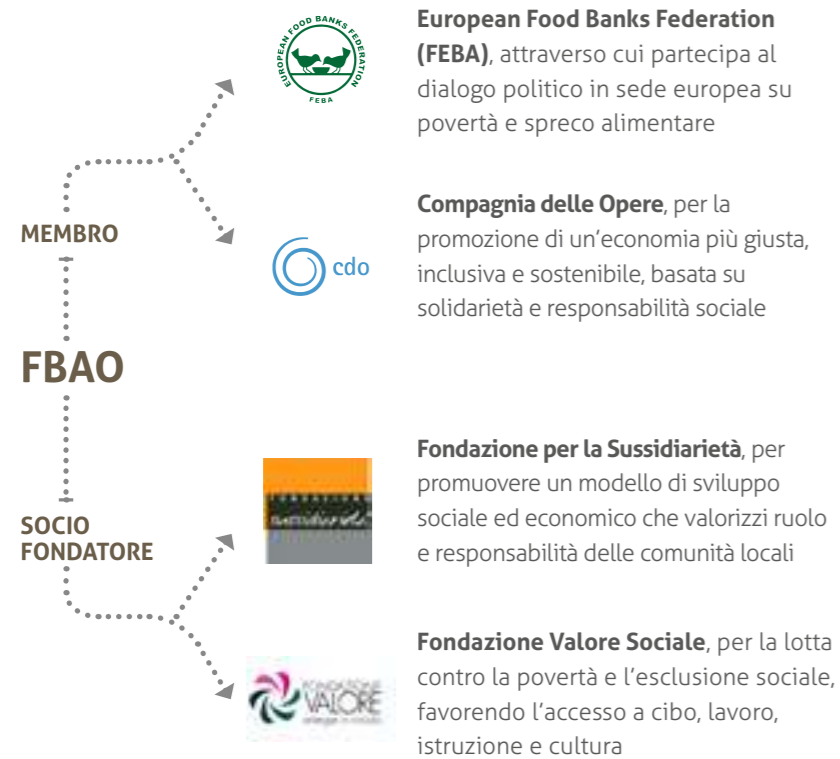 EUROPEAN FOOD BANKS FEDERATION
FEBA
European Food Banks Federation
(FEBA), attraverso cui partecipa al
dialogo politico in sede europea su
povertà e spreco alimentare
MEMBRO
cdo
Compagnia delle Opere, per la
promozione di un’economia più giusta,
inclusiva e sostenibile, basata su
solidarietà e responsabilità sociale
FBAO
SOCIO
FONDATORE
Fondazione per la Sussidiarietà, per
promuovere un modello di sviluppo
sociale ed economico che valorizzi ruolo
e responsabilità delle comunità locali
FONDAZIONE
VALORE
Fondazione Valore Sociale, per la lotta
contro la povertà e l’esclusione sociale,
favorendo l’accesso a cibo, lavoro,
istruzione e cultura